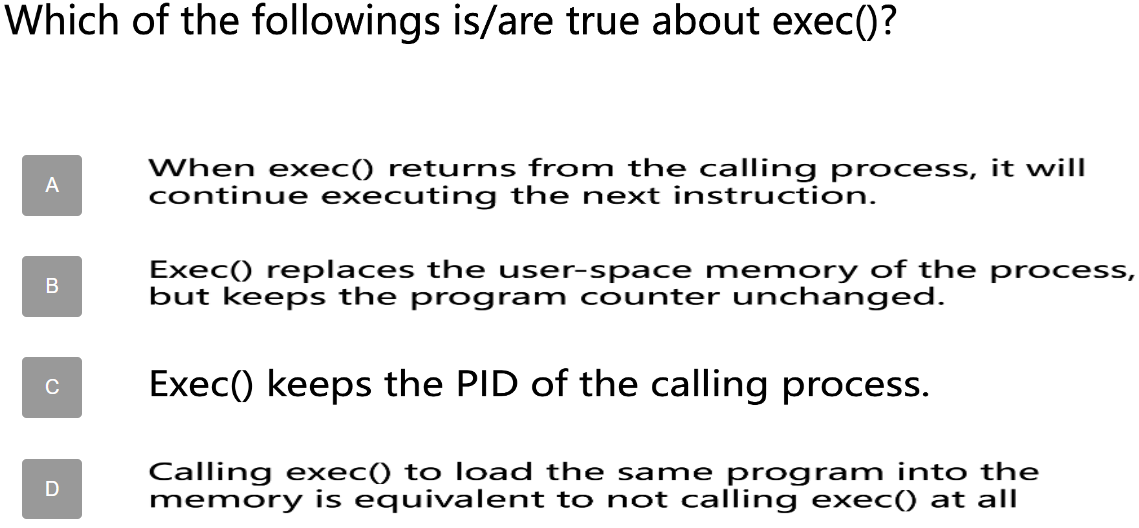 Which of the followings is/are true about exec()?
A
When exec() returns from the calling process, it will
continue executing the next instruction.
B
Exec() replaces the user-space memory of the process,
but keeps the program counter unchanged.
C
Exec() keeps the PID of the calling process.
D
Calling exec() to load the same program into the
memory is equivalent to not calling exec() at all